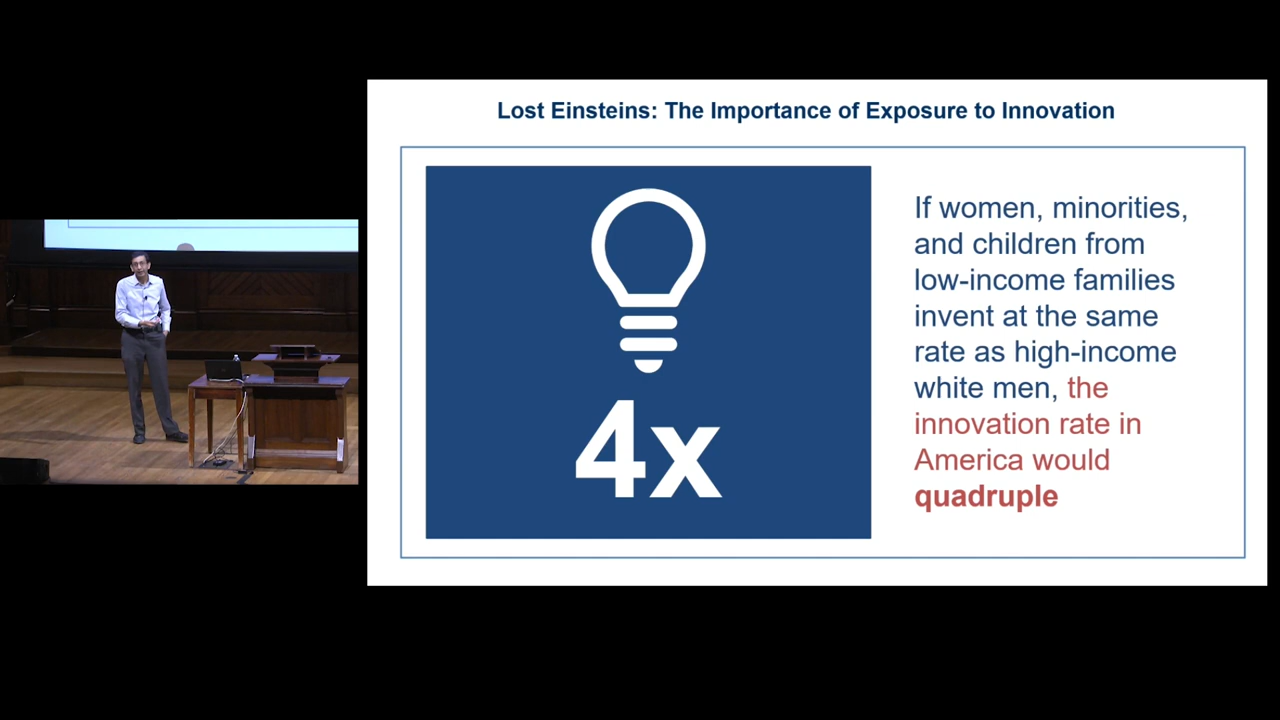 Lost Einsteins: The Importance of Exposure to Innovation
4x
If women, minorities,
and children from
low-income families
invent at the same
rate as high-income
white men, the
innovation rate in
America would
quadruple